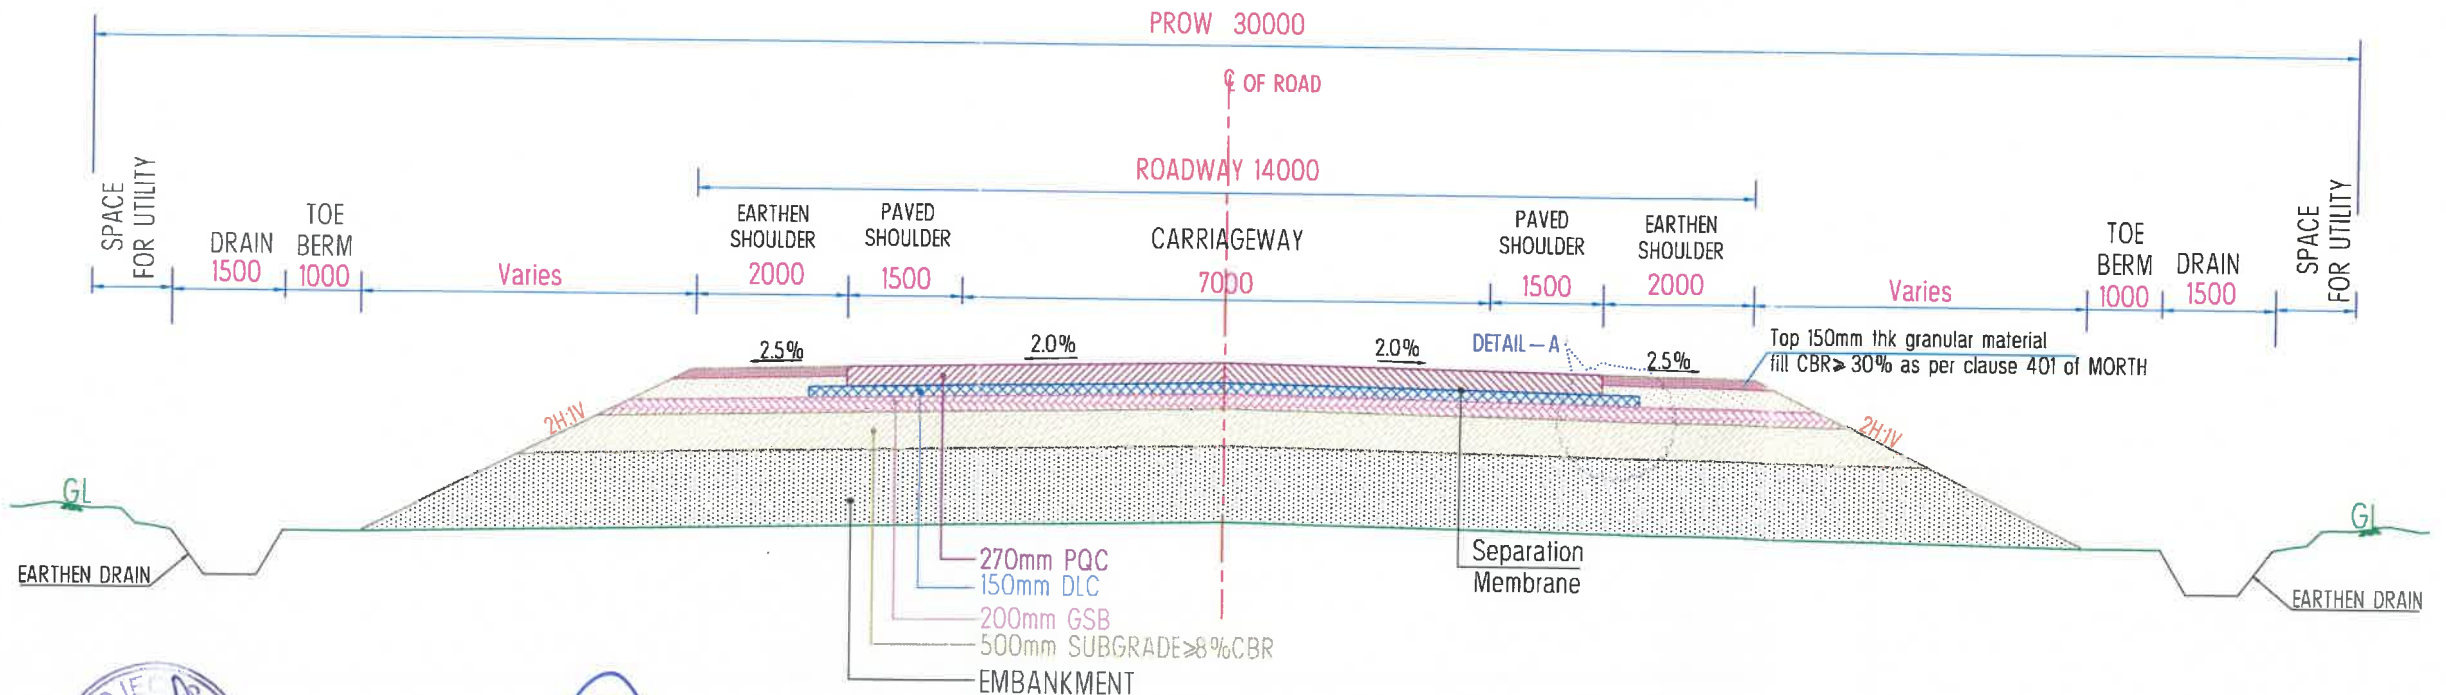 PROW 30000
℄ OF ROAD
ROADWAY 14000
SPACE
FOR UTILITY
DRAIN
1500
TOE
BERM
1000
Varies
EARTHEN
SHOULDER
2000
PAVED
SHOULDER
1500
CARRIAGEWAY
7000
PAVED
SHOULDER
1500
EARTHEN
SHOULDER
2000
Varies
TOE
BERM
1000
DRAIN
1500
SPACE
FOR UTILITY
2.5%
2.0%
2.0%
DETAIL-A
2.5%
Top 150mm thk granular material
fill CBR≥30% as per clause 401 of MORTH
2H:1V
2H:1V
GL
GL
EARTHEN DRAIN
270mm PQC
150mm DLC
200mm GSB
500mm SUBGRADE≥8%CBR
EMBANKMENT
Separation
Membrane
EARTHEN DRAIN